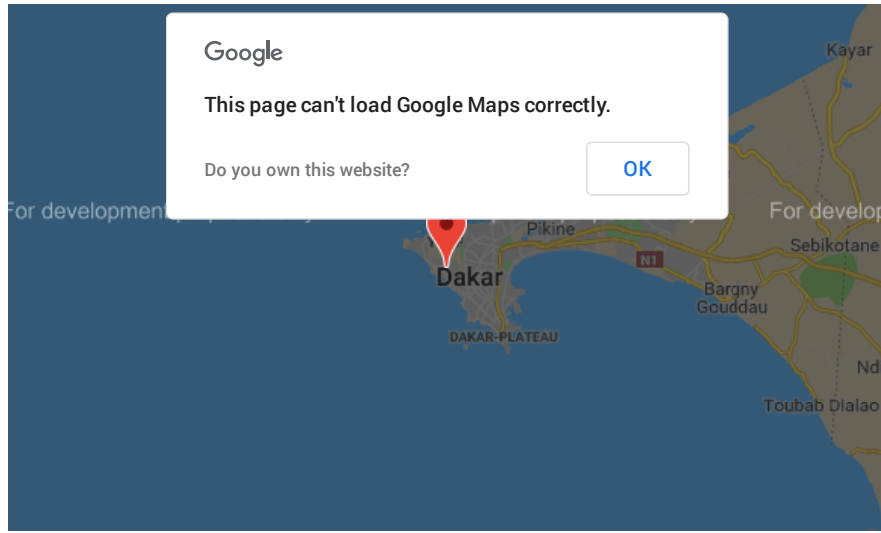 Google
This page can't load Google Maps correctly.
Do you own this website?
OK
Kayar
For development
For develop
Pikine
Sebikotane
N1
Dakar
Bargny
Gouddau
DAKAR-PLATEAU
Nd
Toubab Dialao